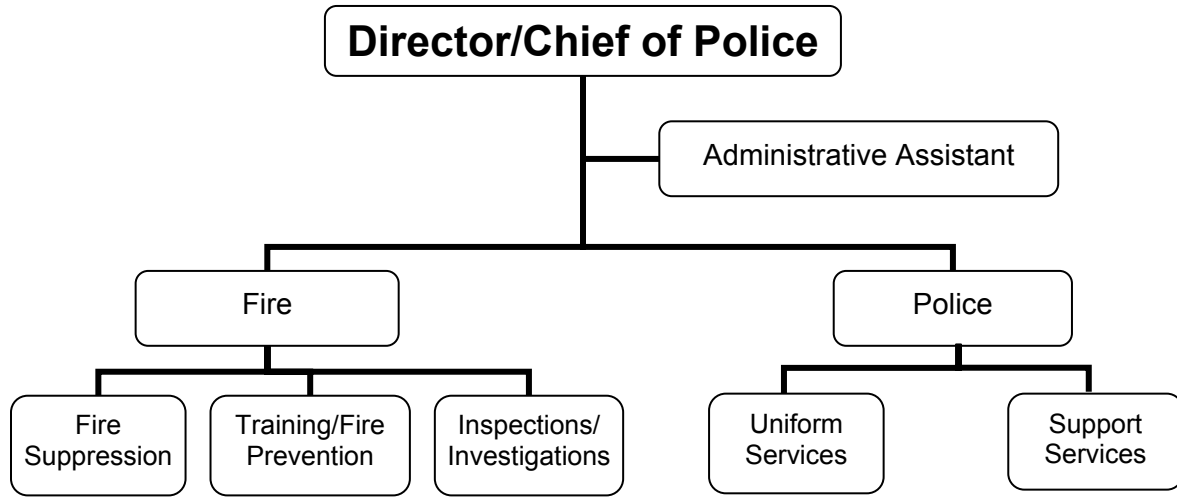 Director/Chief of Police
Administrative Assistant
Fire
Police
Fire
Suppression
Training/Fire
Prevention
Inspections/
Investigations
Uniform
Services
Support
Services